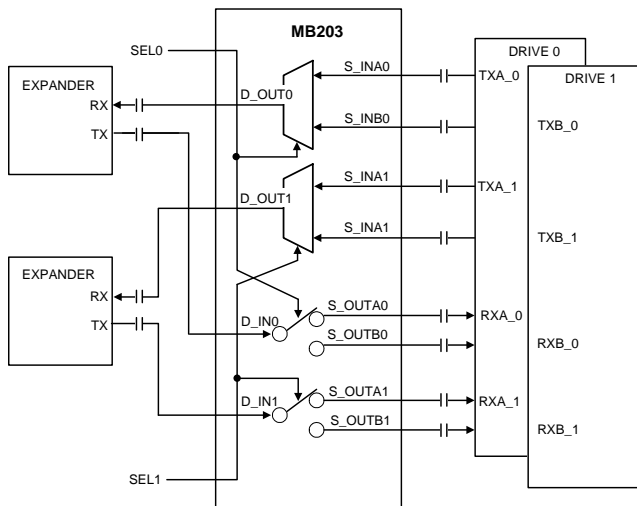 MB203
SEL0
DRIVE 0
DRIVE 1
EXPANDER
RX
TX
D_OUT0
S_INA0
TXA_0
S_INB0
TXB_0
D_OUT1
S_INA1
TXA_1
S_INA1
TXB_1
EXPANDER
RX
TX
D_IN0
S_OUTA0
RXA_0
S_OUTB0
RXB_0
D_IN1
S_OUTA1
RXA_1
S_OUTB1
RXB_1
SEL1